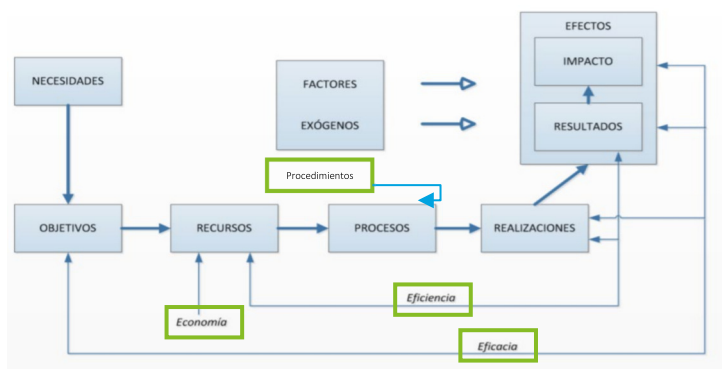 EFECTOS
IMPACTO
NECESIDADES
FACTORES
EXÓGENOS
RESULTADOS
Procedimientos
OBJETIVOS
RECURSOS
PROCESOS
REALIZACIONES
Eficiencia
Economía
Eficacia